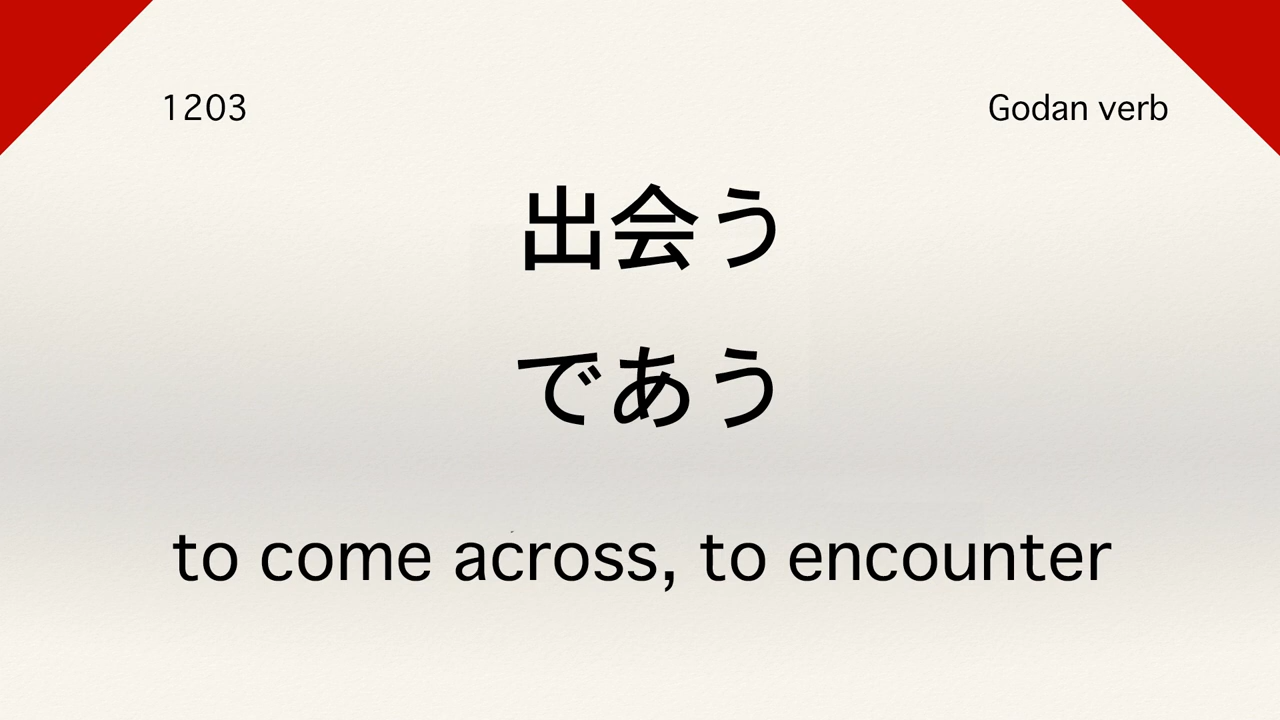 1203
Godan verb
出会う
であう
to come across, to encounter